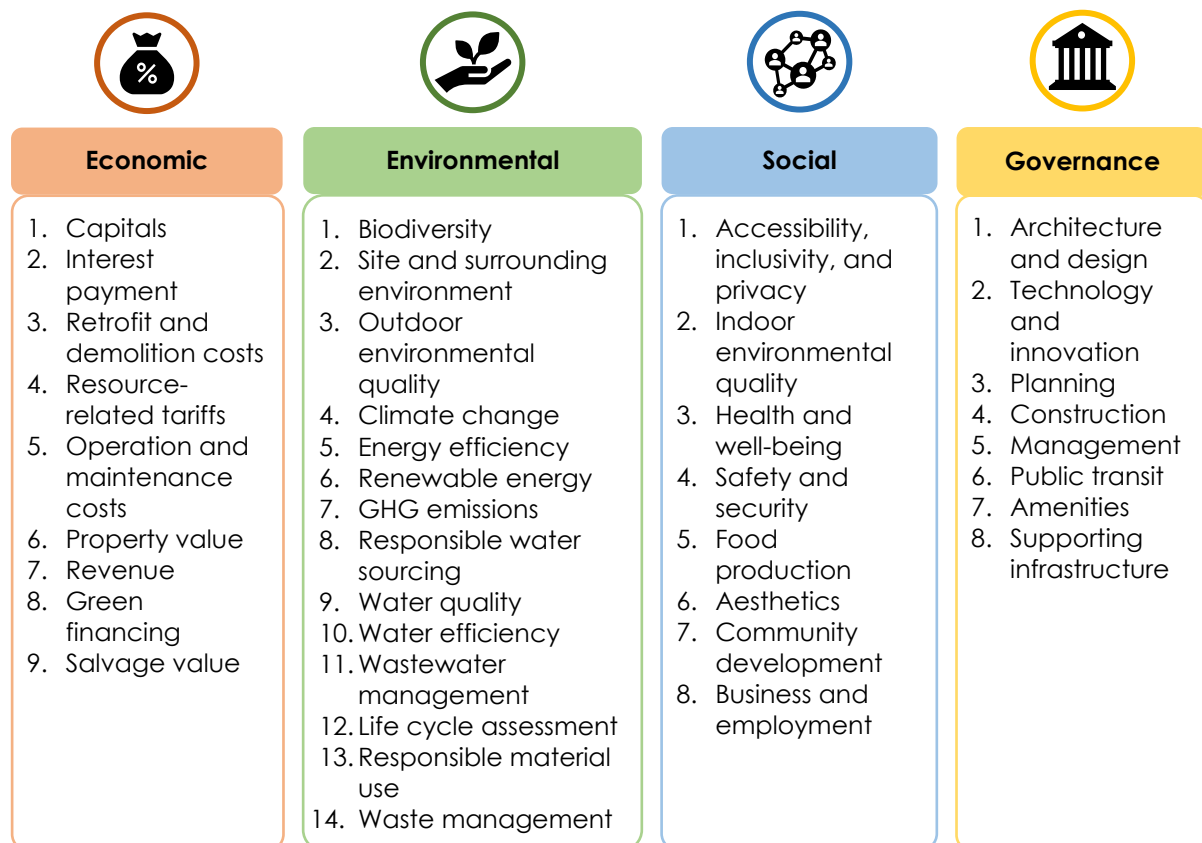 %
Economic
1. Capitals
2. Interest
payment
3. Retrofit and
demolition costs
4. Resource-
related tariffs
5. Operation and
maintenance
costs
6. Property value
7. Revenue
8. Green
financing
9. Salvage value
Environmental
1. Biodiversity
2. Site and surrounding
environment
3. Outdoor
environmental
quality
4. Climate change
5. Energy efficiency
6. Renewable energy
7. GHG emissions
8. Responsible water
sourcing
9. Water quality
10. Water efficiency
11. Wastewater
management
12. Life cycle assessment
13. Responsible material
use
14. Waste management
Social
1. Accessibility,
inclusivity, and
privacy
2. Indoor
environmental
quality
3. Health and
well-being
4. Safety and
security
5. Food
production
6. Aesthetics
7. Community
development
8. Business and
employment
Governance
1. Architecture
and design
2. Technology
and
innovation
3. Planning
4. Construction
5. Management
6. Public transit
7. Amenities
8. Supporting
infrastructure